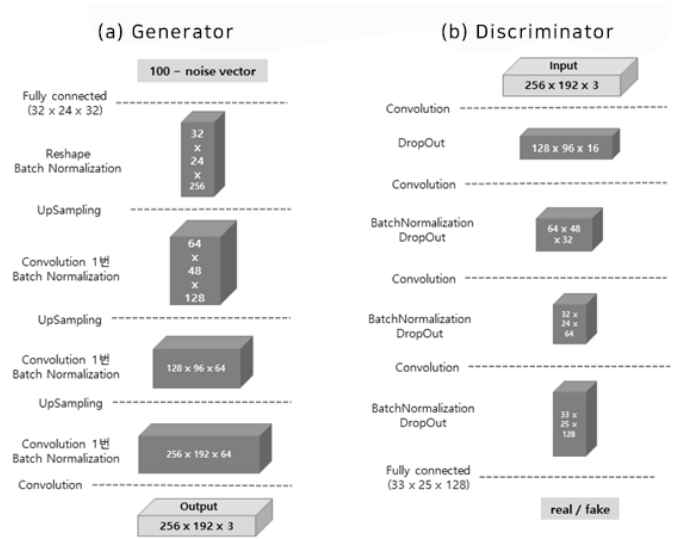 (a) Generator
100 - noise vector
Fully connected
(32 x 24 x 32)
32
x
24
x
256
Reshape
Batch Normalization
UpSampling
64
x
48
x
128
Convolution 1번
Batch Normalization
UpSampling
128 x 96 x 64
Convolution 1번
Batch Normalization
UpSampling
256 x 192 x 64
Convolution 1번
Batch Normalization
Convolution
Output
256 x 192 x 3
(b) Discriminator
Input
256 x 192 x 3
Convolution
DropOut
128 x 96 x 16
Convolution
BatchNormalization
DropOut
64 x 48
x 32
Convolution
BatchNormalization
DropOut
32 x
24 x
64
Convolution
BatchNormalization
DropOut
33 x
25 x
128
Fully connected
(33 x 25 x 128)
real / fake